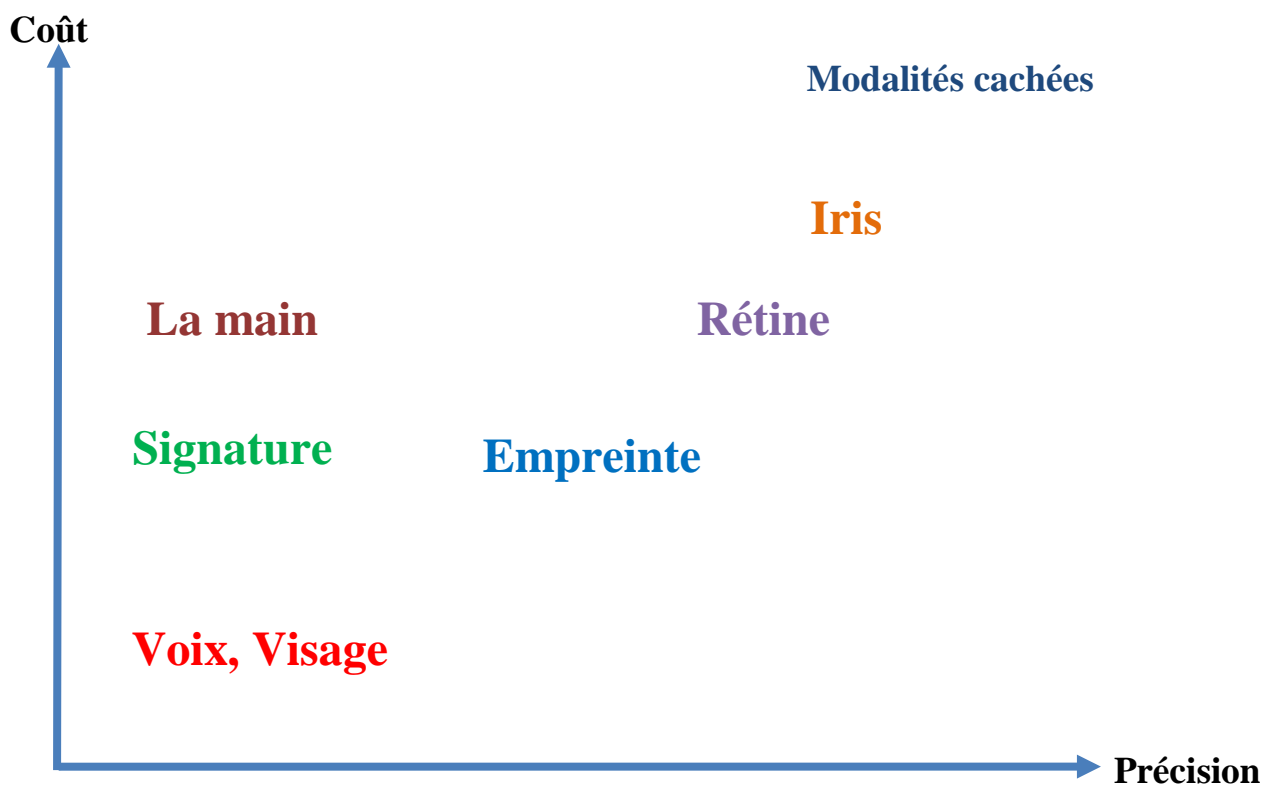 Coût
Modalités cachées
Iris
La main
Rétine
Signature
Empreinte
Voix, Visage
Précision